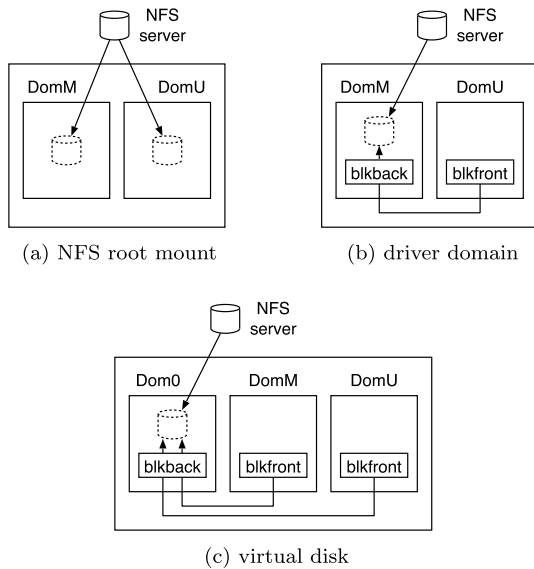 NFS
server
DomM
DomU
(a) NFS root mount
NFS
server
DomM
DomU
blkback
blkfront
(b) driver domain
NFS
server
Dom0
DomM
DomU
blkback
blkfront
blkfront
(c) virtual disk